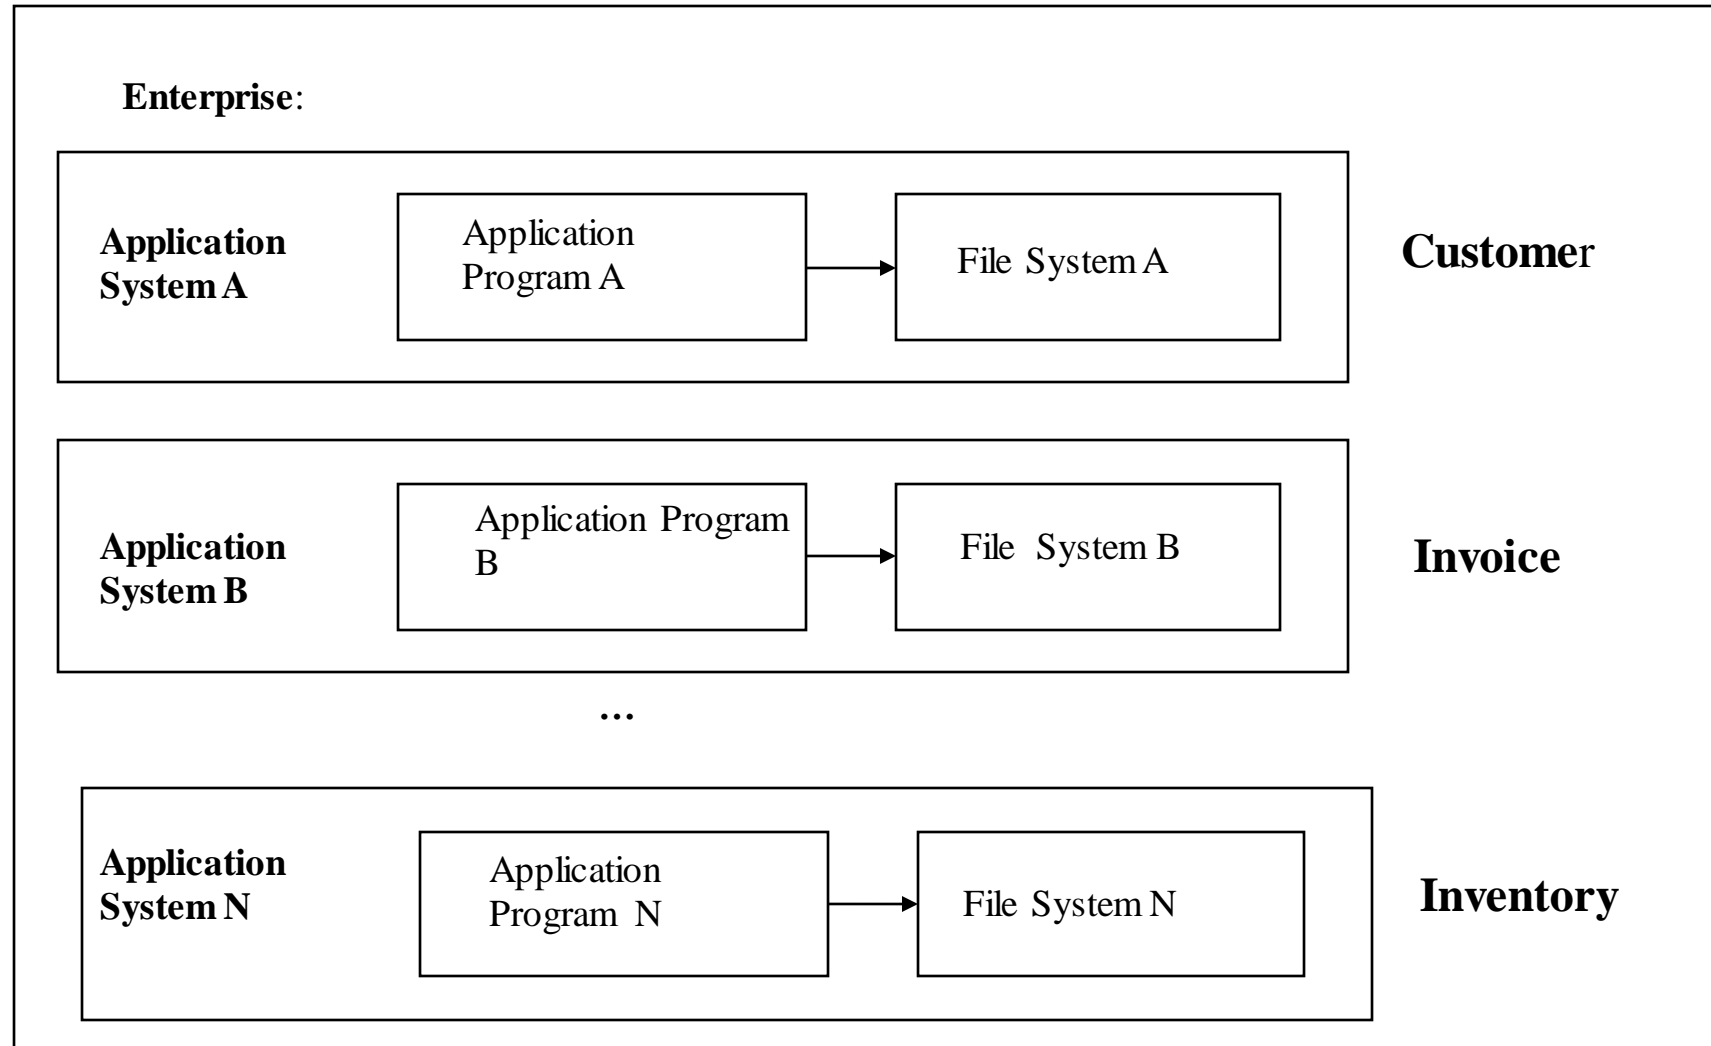 Enterprise:
Application
System A
Application
Program A
File System A
Customer
Application
System B
Application Program
B
File System B
Invoice
...
Application
System N
Application
Program N
File System N
Inventory